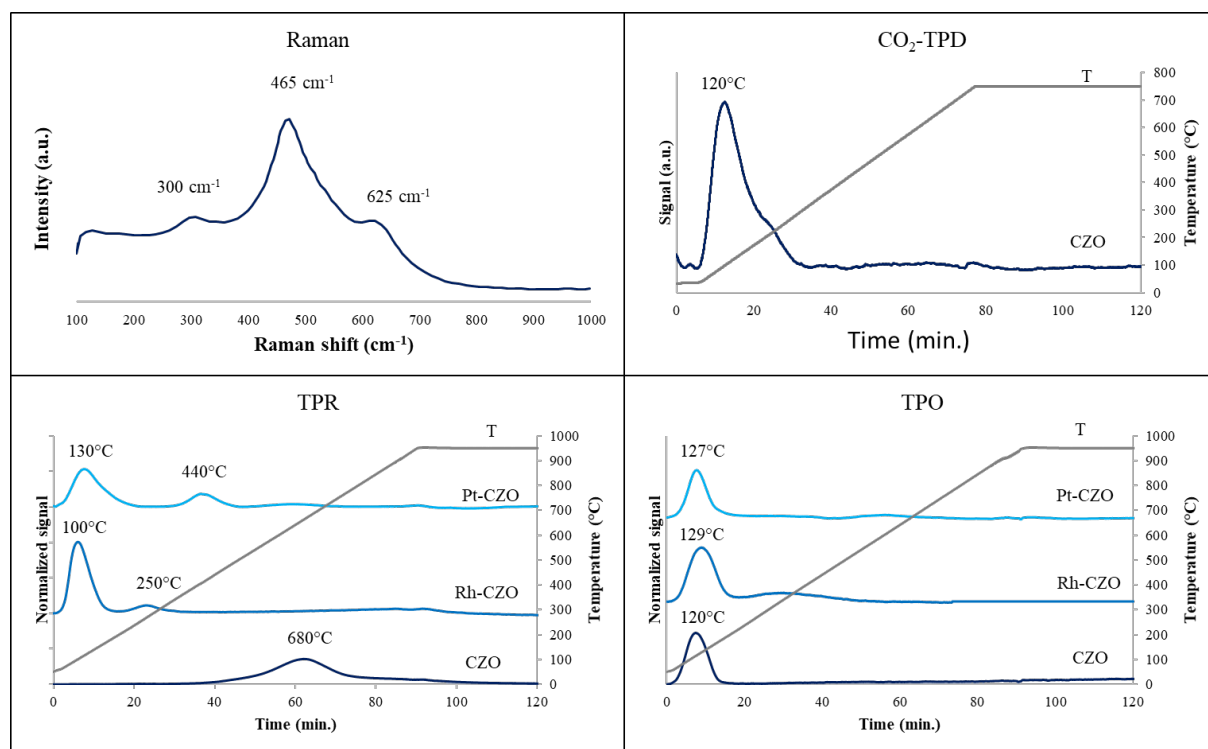 Raman
465 cm⁻¹
300 cm⁻¹
625 cm⁻¹
Intensity (a.u.)
100 200 300 400 500 600 700 800 900 1000
Raman shift (cm⁻¹)
CO₂-TPD
120°C
T
CZO
Signal (a.u.)
800
700
600
500
400
300
200
100
0
Temperature (°C)
0 20 40 60 80 100 120
Time (min.)
TPR
T
130°C
440°C
Pt-CZO
100°C
250°C
Rh-CZO
680°C
CZO
Normalized signal
1000
900
800
700
600
500
400
300
200
100
0
Temperature (°C)
0 20 40 60 80 100 120
Time (min.)
TPO
T
127°C
Pt-CZO
129°C
Rh-CZO
120°C
CZO
Normalized signal
1000
900
800
700
600
500
400
300
200
100
0
Temperature (°C)
0 20 40 60 80 100 120
Time (min.)